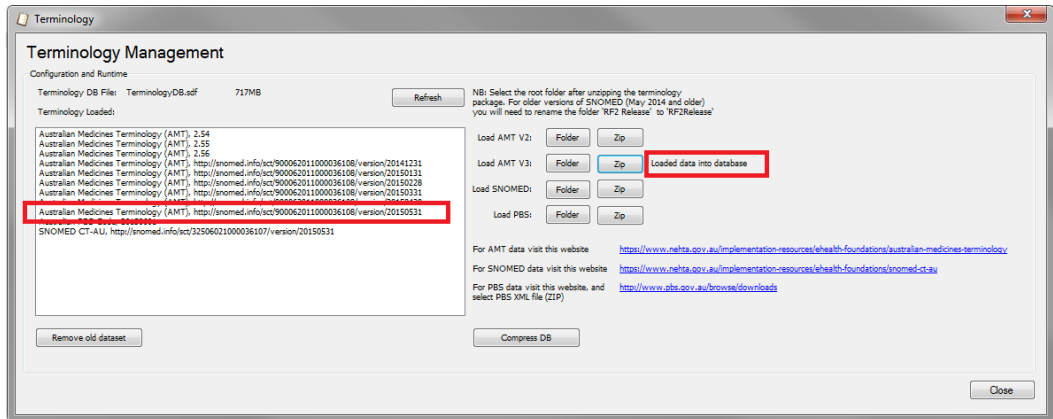 Terminology
Terminology Management
Configuration and Runtime
Terminology DB File: TerminologyDB.sdf 717MB
Refresh
Terminology Loaded:
Australian Medicines Terminology (AMT), 2.54
Australian Medicines Terminology (AMT), 2.55
Australian Medicines Terminology (AMT), 2.56
Australian Medicines Terminology (AMT), http://snomed.info/sct/900062011000036108/version/20141231
Australian Medicines Terminology (AMT), http://snomed.info/sct/900062011000036108/version/20150131
Australian Medicines Terminology (AMT), http://snomed.info/sct/900062011000036108/version/20150228
Australian Medicines Terminology (AMT), http://snomed.info/sct/900062011000036108/version/20150331
Australian Medicines Terminology (AMT), http://snomed.info/sct/900062011000036108/version/20150531
SNOMED CT-AU, http://snomed.info/sct/32506021000036107/version/20150531
Remove old dataset
NB: Select the root folder after unzipping the terminology
package. For older versions of SNOMED (May 2014 and older)
you will need to rename the folder 'RF2 Release' to 'RF2Release'
Load AMT V2: Folder Zip
Load AMT V3: Folder Zip Loaded data into database
Load SNOMED: Folder Zip
Load PBS: Folder Zip
For AMT data visit this website https://www.nehta.gov.au/implementation-resources/ehealth-foundations/australian-medicines-terminology
For SNOMED data visit this website https://www.nehta.gov.au/implementation-resources/ehealth-foundations/snomed-ct-au
For PBS data visit this website, and http://www.pbs.gov.au/browse/downloads
select PBS XML file (ZIP)
Compress DB
Close